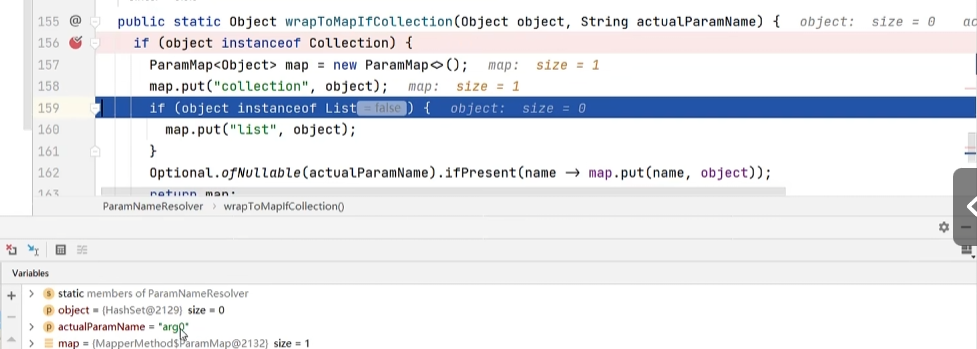 155 @ public static Object wrapToMapIfCollection(Object object, String actualParamName) { object: size = 0
156 if (object instanceof Collection) {
157 ParamMap<Object> map = new ParamMap<>(); map: size = 1
158 map.put("collection", object); map: size = 1
159 if (object instanceof List = false ) { object: size = 0
160 map.put("list", object);
161 }
162 Optional.ofNullable(actualParamName).ifPresent(name → map.put(name, object));
163 return map;
ParamNameResolver › wrapToMapIfCollection()
Variables
static members of ParamNameResolver
object = {HashSet@2129} size = 0
actualParamName = "arg0"
map = {MapperMethod$ParamMap@2132} size = 1